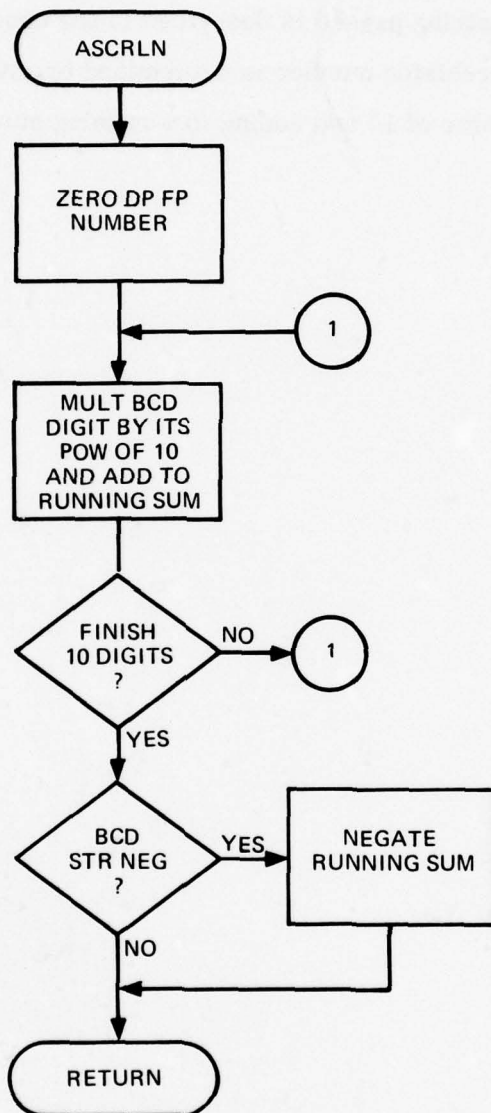 ASCRLN
ZERO DP FP
NUMBER
1
MULT BCD
DIGIT BY ITS
POW OF 10
AND ADD TO
RUNNING SUM
FINISH
10 DIGITS
?
NO
1
YES
BCD
STR NEG
?
YES
NEGATE
RUNNING SUM
NO
RETURN